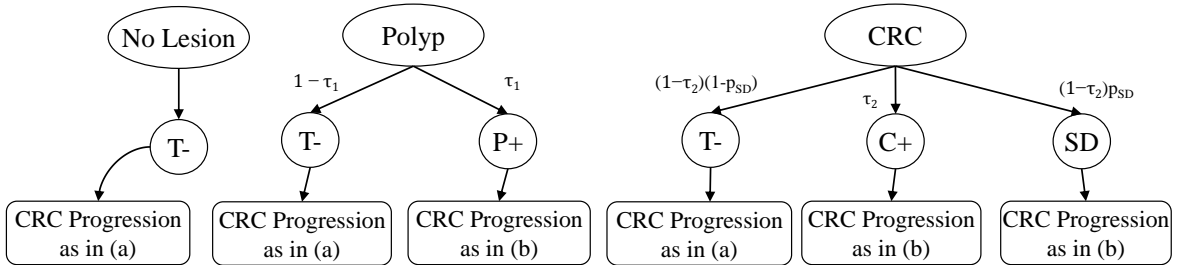 No Lesion
Polyp
CRC
1 − τ₁
τ₁
(1−τ₂)(1-pSD)
τ₂
(1−τ₂)pSD
T-
T-
P+
T-
C+
SD
CRC Progression
as in (a)
CRC Progression
as in (a)
CRC Progression
as in (b)
CRC Progression
as in (a)
CRC Progression
as in (b)
CRC Progression
as in (b)